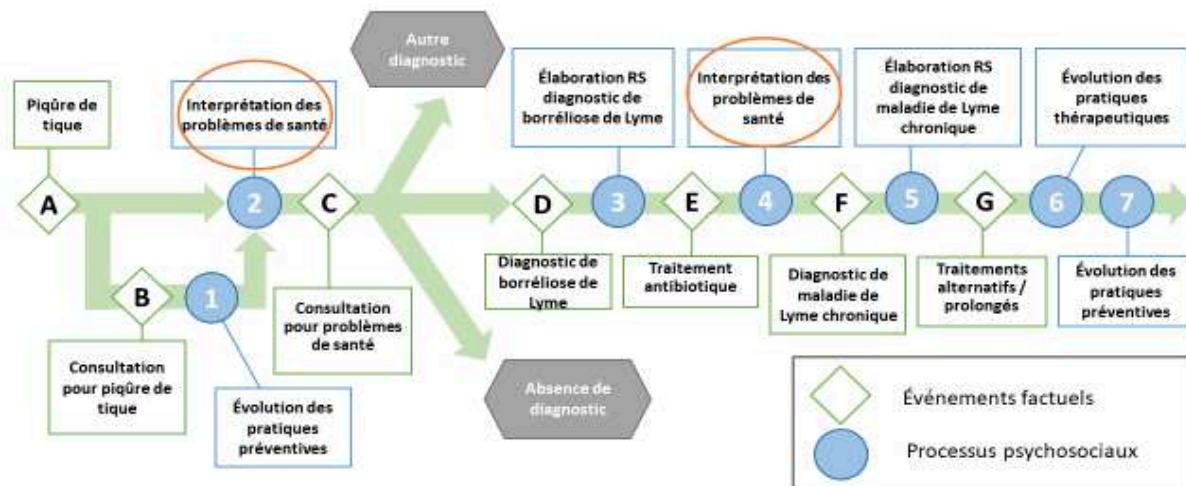 Autre
diagnostic
Piqûre de
tique
Interprétation des
problèmes de santé
Élaboration RS
diagnostic de
borréliose de Lyme
Interprétation des
problèmes de
santé
Élaboration RS
diagnostic de
maladie de Lyme
chronique
Évolution des
pratiques
thérapeutiques
A
2
C
D
3
E
4
F
5
G
6
7
B
1
Diagnostic de
borréliose de
Lyme
Traitement
antibiotique
Diagnostic de
maladie de
Lyme chronique
Traitements
alternatifs /
prolongés
Évolution des
pratiques
préventives
Consultation
pour problèmes
de santé
Consultation
pour piqûre de
tique
Évolution des
pratiques
préventives
Absence de
diagnostic
Événements factuels
Processus psychosociaux